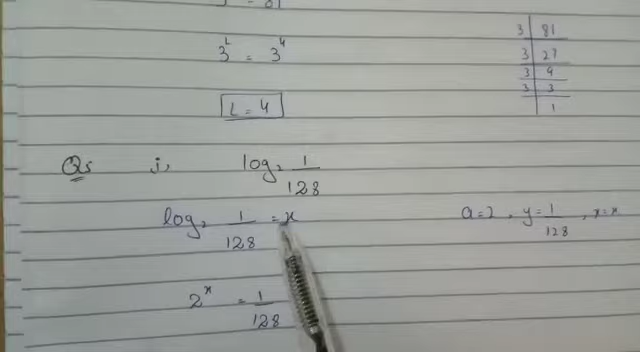 3^L = 3^4
3 | 81
3 | 27
3 | 9
3 | 3
| 1
L = 4
Q5 i, log₂ 1/128
log₂ 1/128 = x
a=2, y=1/128, x=x
2^x = 1/128